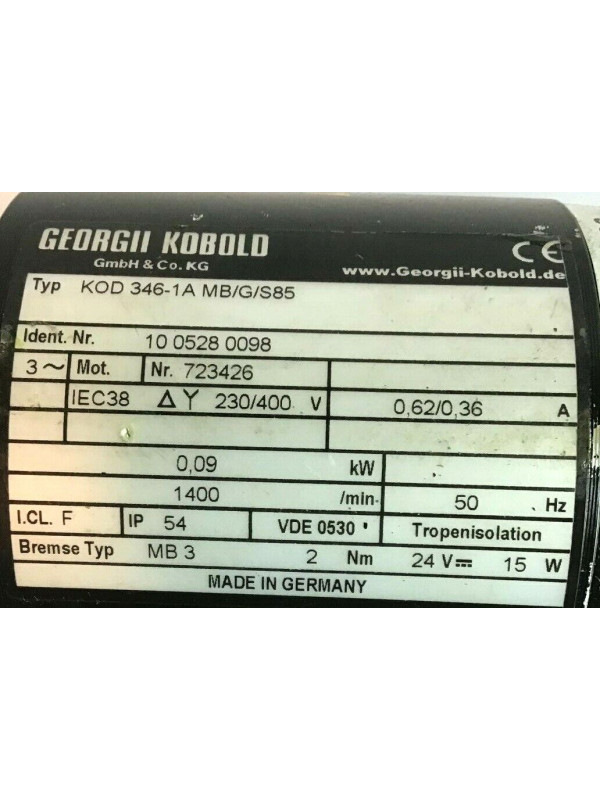 GEORGII KOBOLD
GmbH & Co. KG
CE
www.Georgii-Kobold.de
Typ KOD 346-1A MB/G/S85
Ident. Nr. 10 0528 0098
3~ Mot. Nr. 723426
IEC38 Δ Y 230/400 V 0,62/0,36 A
0,09 kW
1400 /min 50 Hz
I.CL. F IP 54 VDE 0530 Tropenisolation
Bremse Typ MB 3 2 Nm 24 V⎓ 15 W
MADE IN GERMANY